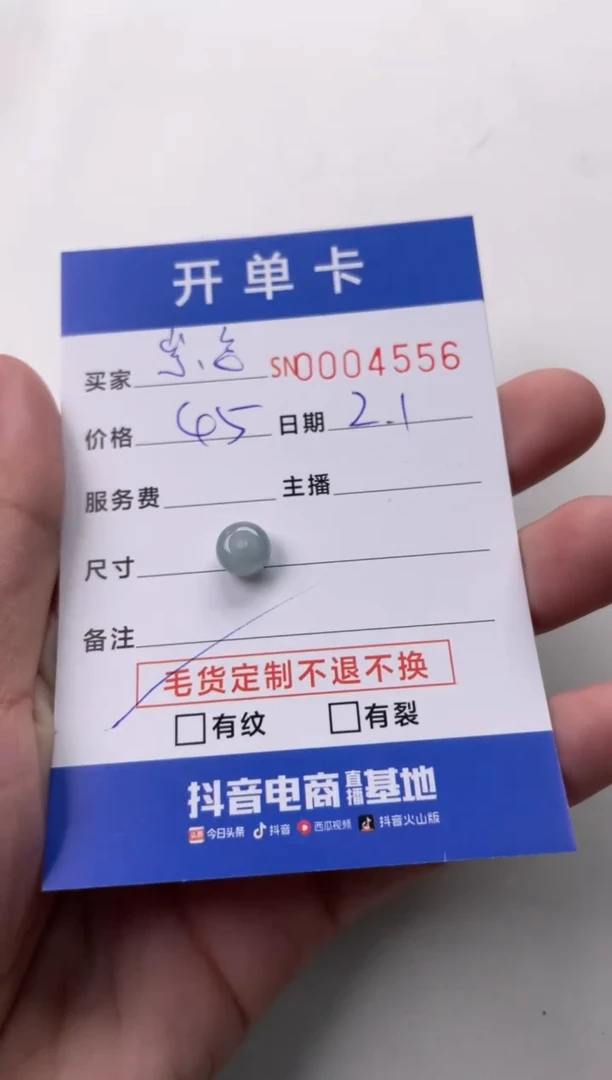 开单卡
买家 SN0004556
价格 65 日期 2.1
服务费 主播
尺寸
备注
毛货定制不退不换
□有纹 □有裂
抖音电商直播基地
头条 今日头条 抖音 西瓜视频 抖音火山版